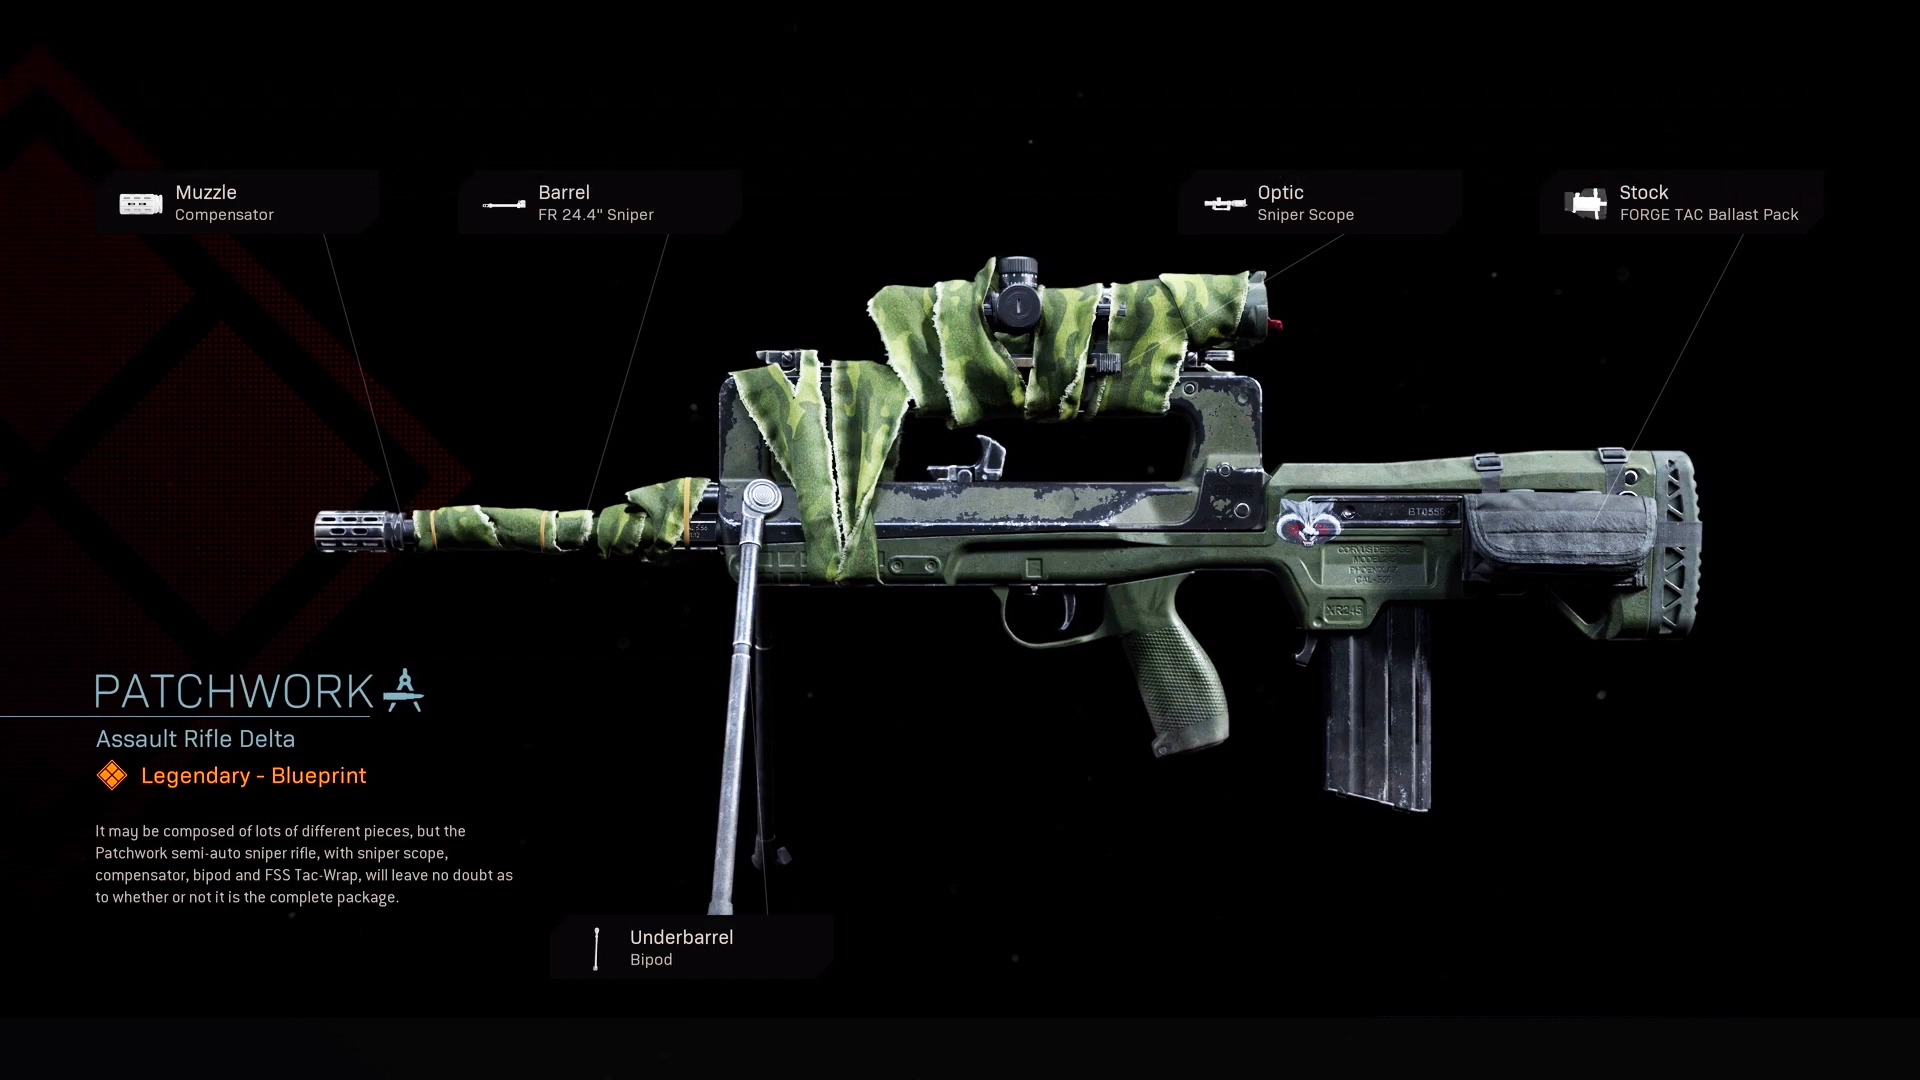 Muzzle
Compensator
Barrel
FR 24.4" Sniper
Optic
Sniper Scope
Stock
FORGE TAC Ballast Pack
CORVUS DEFENSE
XR245
PATCHWORK
Assault Rifle Delta
Legendary - Blueprint
It may be composed of lots of different pieces, but the
Patchwork semi-auto sniper rifle, with sniper scope,
compensator, bipod and FSS Tac-Wrap, will leave no doubt as
to whether or not it is the complete package.
Underbarrel
Bipod